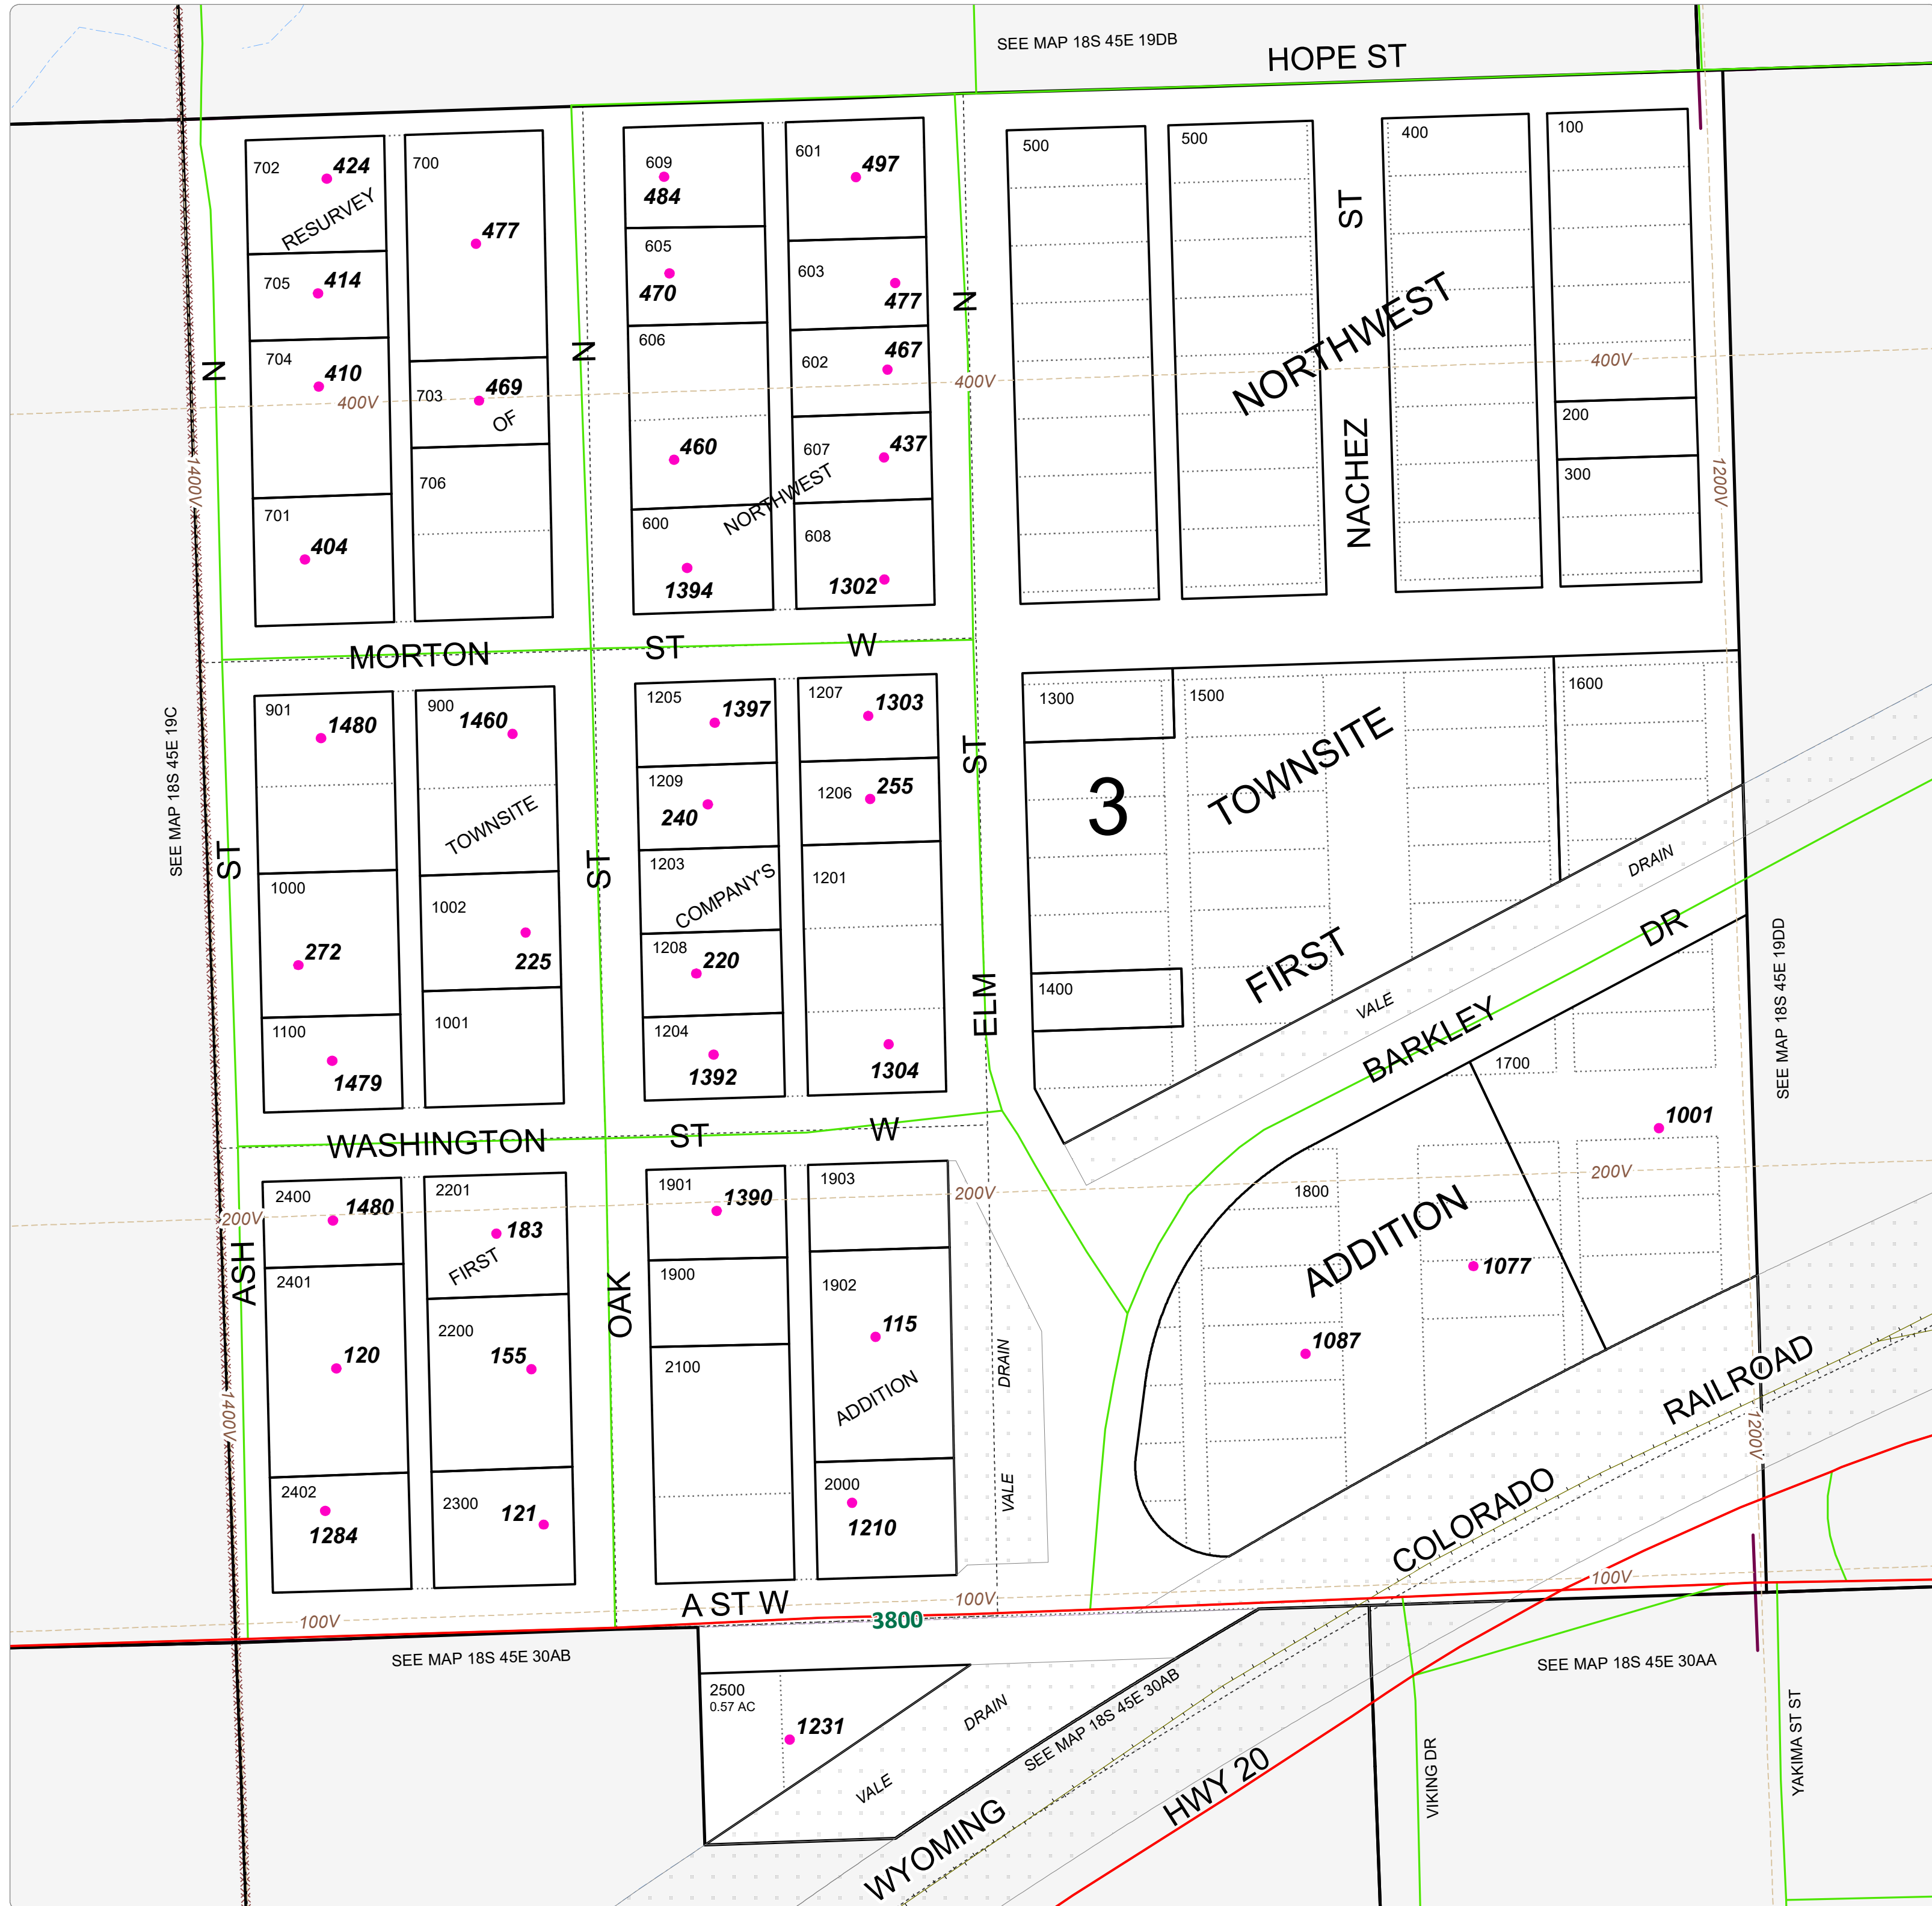 SEE MAP 18S 45E 19DB
HOPE ST
702
424
RESURVEY
700
477
609
484
601
497
500
500
ST
400
100
705
414
605
470
603
477
N
N
N
704
410
703
469
OF
606
460
602
467
400V
400V
400V
NORTHWEST
200
300
1400V
1200V
706
607
437
NORTHWEST
NACHEZ
701
404
600
1394
608
1302
MORTON
ST
W
SEE MAP 18S 45E 19C
901
1480
900
1460
TOWNSITE
1205
1397
1207
1303
1209
240
1206
255
ST
ST
ST
1300
1500
1600
3
TOWNSITE
1000
272
1002
225
1203
COMPANY'S
1201
1208
220
1100
1479
1001
1204
1392
1304
ELM
1400
FIRST
VALE
DRAIN
BARKLEY
DR
SEE MAP 18S 45E 19DD
WASHINGTON
ST
W
1700
1001
2400
1480
2201
183
FIRST
1901
1390
1903
200V
200V
200V
1800
ADDITION
1077
1087
ASH
OAK
2401
120
2200
155
1900
2100
1902
115
ADDITION
DRAIN
VALE
1400V
1200V
2402
1284
2300
121
2000
1210
RAILROAD
COLORADO
WYOMING
100V
100V
100V
A ST W
3800
SEE MAP 18S 45E 30AB
2500
0.57 AC
1231
DRAIN
VALE
SEE MAP 18S 45E 30AB
HWY 20
SEE MAP 18S 45E 30AA
VIKING DR
YAKIMA ST ST